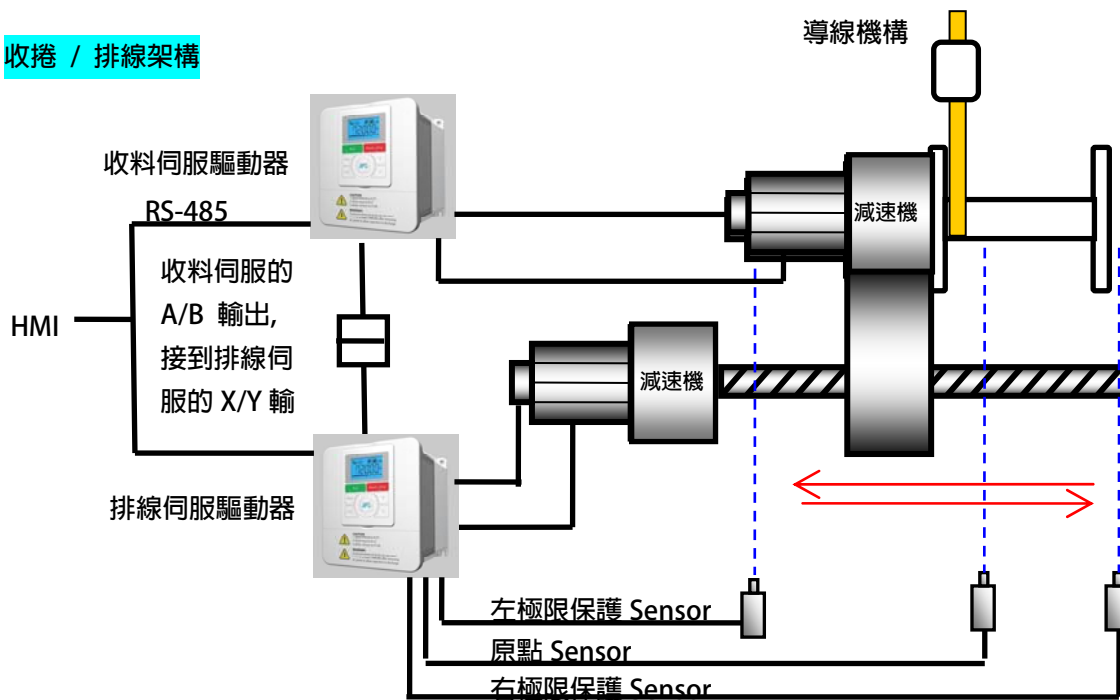 收捲 / 排線架構
導線機構
收料伺服驅動器
RS-485
減速機
收料伺服的
A/B 輸出,
接到排線伺
服的 X/Y 輸
HMI
減速機
排線伺服驅動器
左極限保護 Sensor
原點 Sensor
右極限保護 Sensor